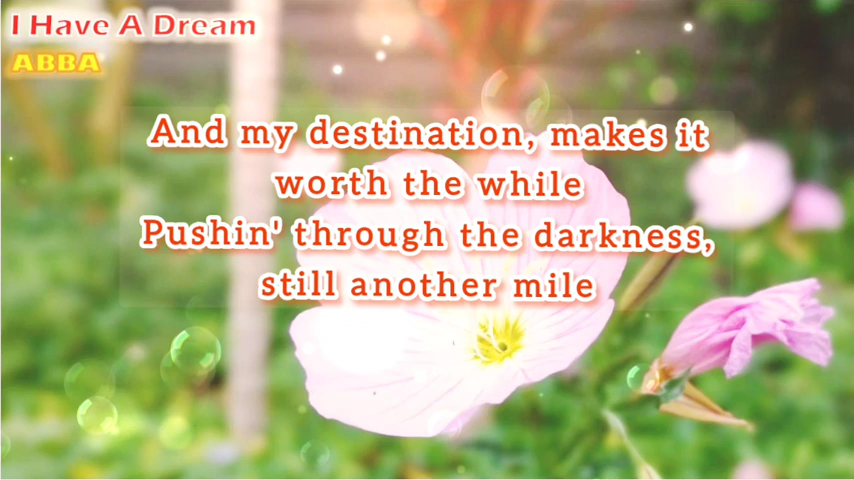 I Have A Dream
ABBA
And my destination, makes it
worth the while
Pushin' through the darkness,
still another mile